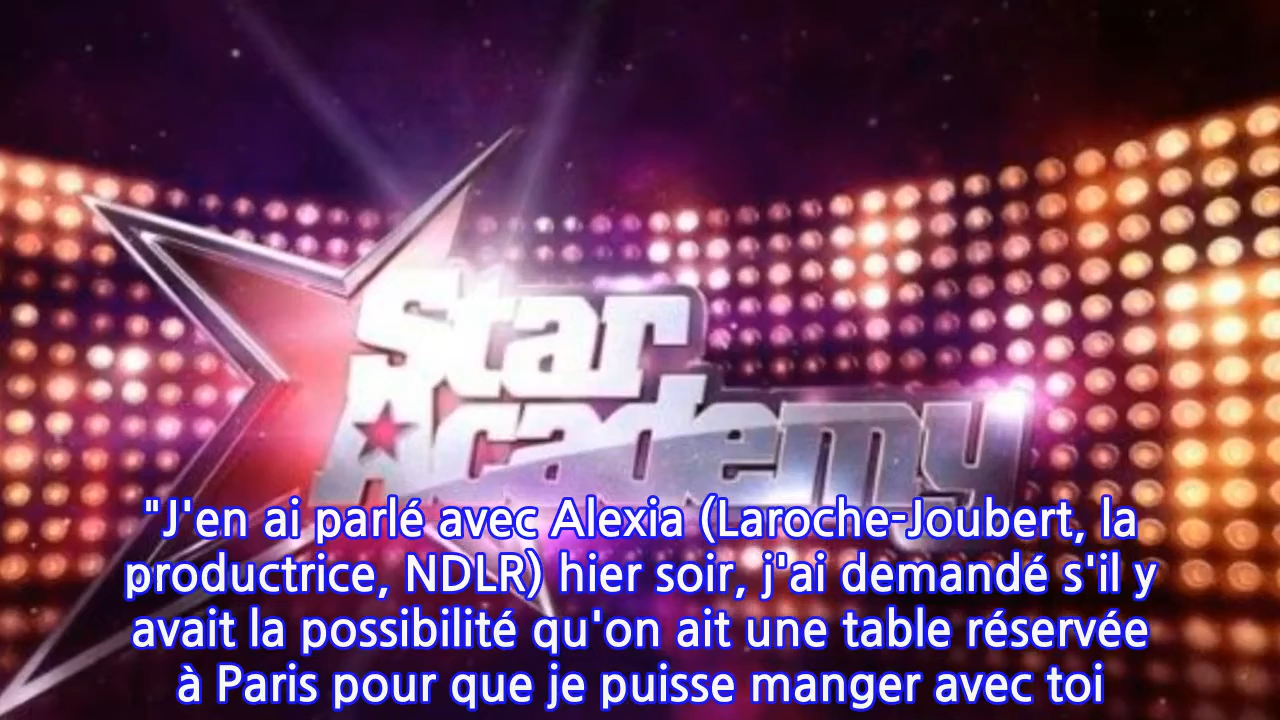 Star
Academy
"J'en ai parlé avec Alexia (Laroche-Joubert, la
productrice, NDLR) hier soir, j'ai demandé s'il y
avait la possibilité qu'on ait une table réservée
à Paris pour que je puisse manger avec toi